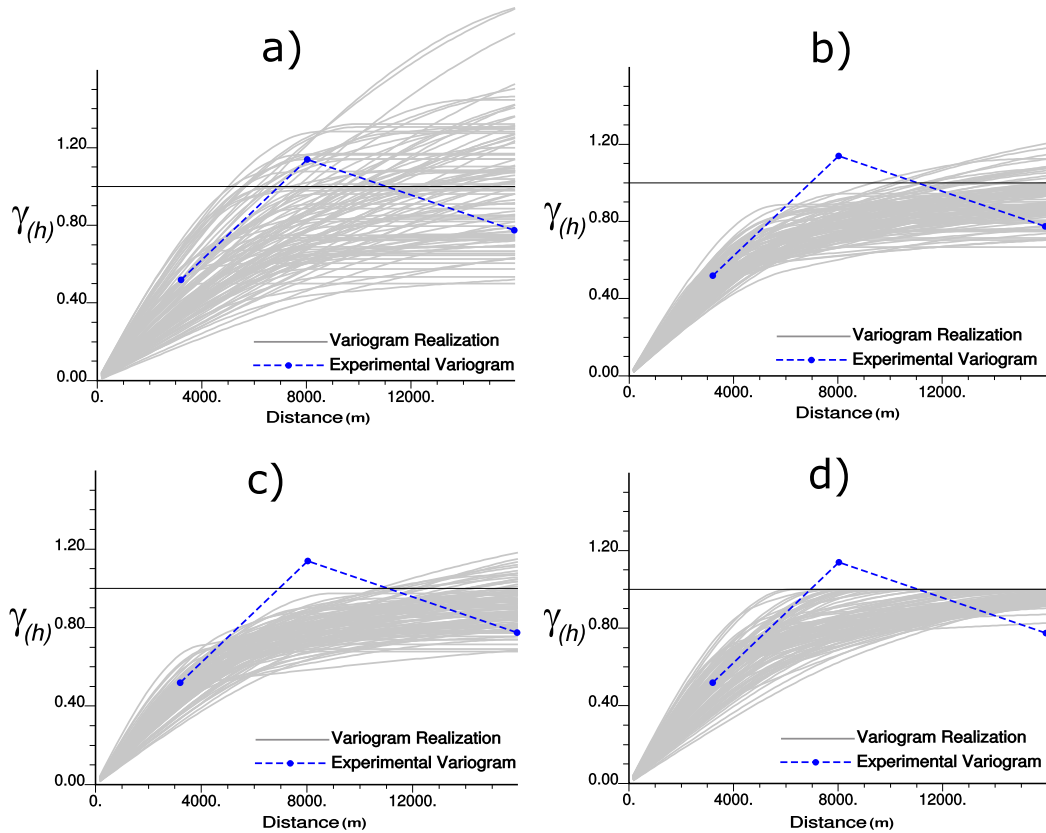 a)
1.20
0.80
0.40
0.00
γ(h)
Variogram Realization
Experimental Variogram
0. 4000. 8000. 12000.
Distance (m)
b)
1.20
0.80
0.40
0.00
γ(h)
Variogram Realization
Experimental Variogram
0. 4000. 8000. 12000.
Distance (m)
c)
1.20
0.80
0.40
0.00
γ(h)
Variogram Realization
Experimental Variogram
0. 4000. 8000. 12000.
Distance (m)
d)
1.20
0.80
0.40
0.00
γ(h)
Variogram Realization
Experimental Variogram
0. 4000. 8000. 12000.
Distance (m)